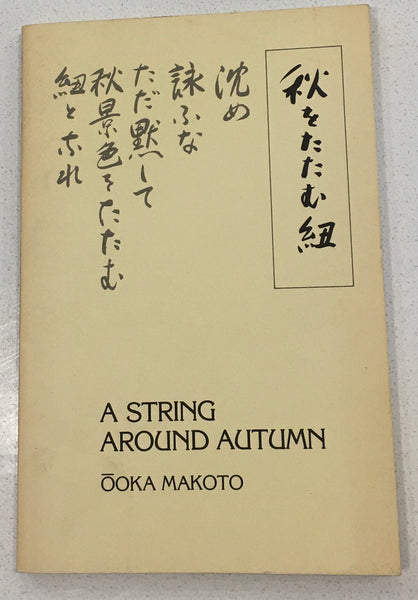 秋をたたむ紐
沈め
詠ふな
ただ黙して
秋景色をたたむ
紐となれ
A STRING
AROUND AUTUMN
ŌOKA MAKOTO